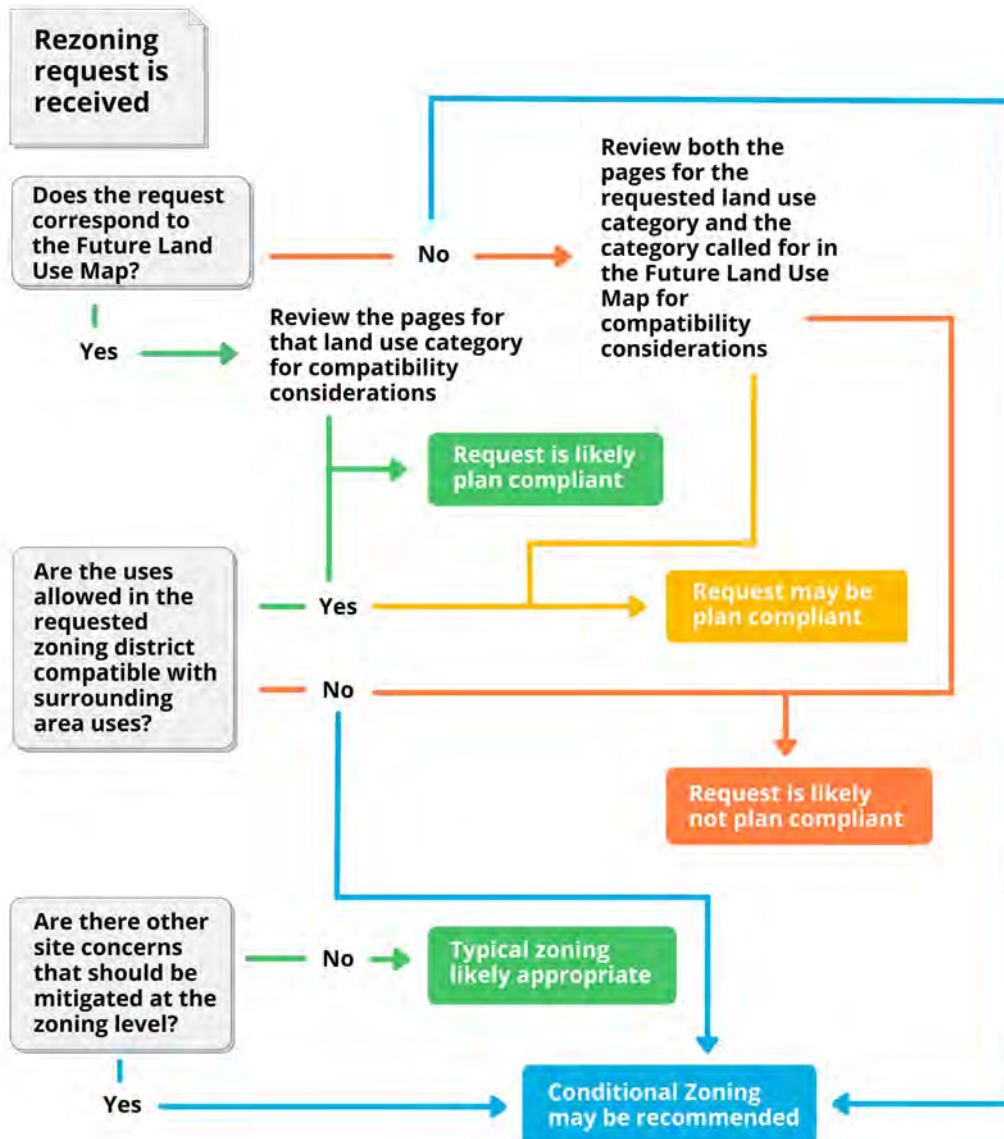 Rezoning
request is
received
Does the request
correspond to
the Future Land
Use Map?
No
Review both the
pages for the
requested land use
category and the
category called for in
the Future Land Use
Map for
compatibility
considerations
Yes
Review the pages for
that land use category
for compatibility
considerations
Request is likely
plan compliant
Are the uses
allowed in the
requested
zoning district
compatible with
surrounding
area uses?
Yes
Request may be
plan compliant
No
Request is likely
not plan compliant
Are there other
site concerns
that should be
mitigated at the
zoning level?
No
Typical zoning
likely appropriate
Yes
Conditional Zoning
may be recommended